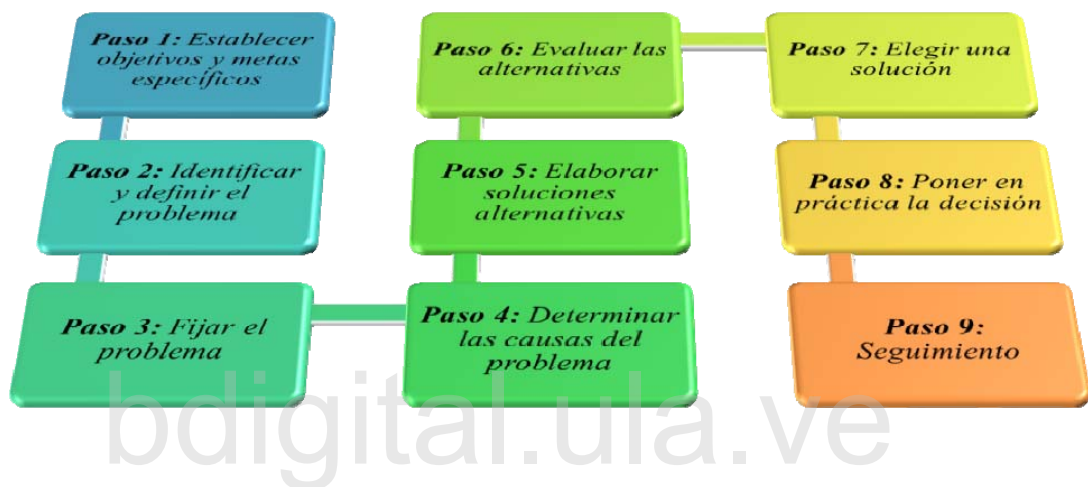 Paso 1: Establecer
objetivos y metas
específicos
Paso 2: Identificar
y definir el
problema
Paso 3: Fijar el
problema
Paso 4: Determinar
las causas del
problema
Paso 5: Elaborar
soluciones
alternativas
Paso 6: Evaluar las
alternativas
Paso 7: Elegir una
solución
Paso 8: Poner en
práctica la decisión
Paso 9:
Seguimiento
bdigital.ula.ve